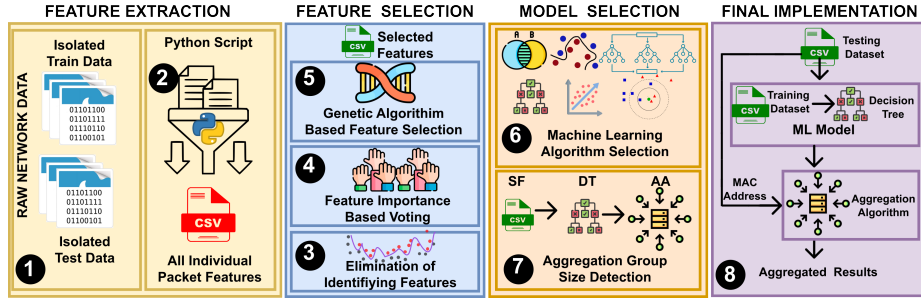 FEATURE EXTRACTION
RAW NETWORK DATA
Isolated
Train Data
01101100
01101111
01110110
01100101
01101100
01101111
01110110
01100101
Isolated
Test Data
1
Python Script
2
CSV
All Individual
Packet Features
FEATURE SELECTION
CSV
Selected
Features
5
Genetic Algorithim
Based Feature Selection
4
Feature Importance
Based Voting
3
Elimination of
Identifiying Features
MODEL SELECTION
A B
6
Machine Learning
Algorithm Selection
SF DT AA
CSV
7
Aggregation Group
Size Detection
FINAL IMPLEMENTATION
CSV
Testing
Dataset
CSV
Training
Dataset
Decision
Tree
ML Model
MAC
Address
Aggregation
Algorithm
8
Aggregated Results